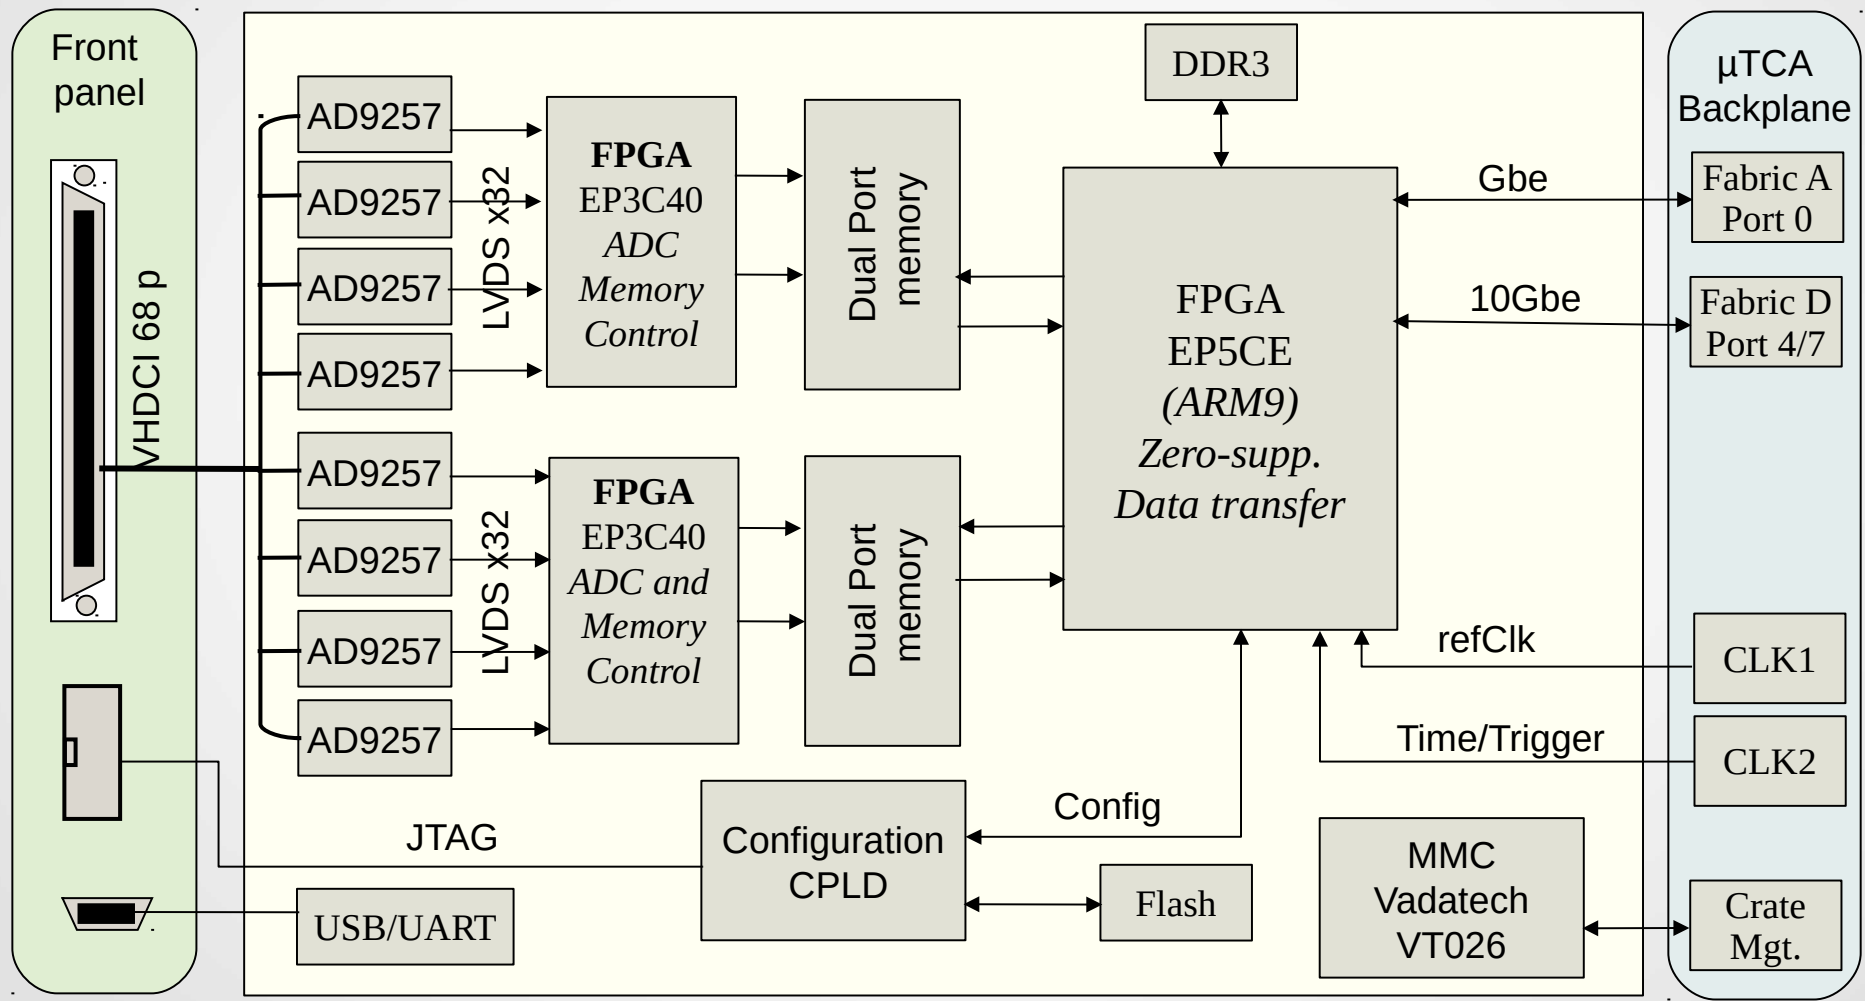 Front
panel
VHDCI 68 p
AD9257
AD9257
AD9257
AD9257
AD9257
AD9257
AD9257
AD9257
LVDS x32
LVDS x32
FPGA
EP3C40
ADC
Memory
Control
FPGA
EP3C40
ADC and
Memory
Control
Dual Port
memory
Dual Port
memory
DDR3
FPGA
EP5CE
(ARM9)
Zero-supp.
Data transfer
Gbe
10Gbe
refClk
Time/Trigger
Config
JTAG
Configuration
CPLD
Flash
USB/UART
MMC
Vadatech
VT026
µTCA
Backplane
Fabric A
Port 0
Fabric D
Port 4/7
CLK1
CLK2
Crate
Mgt.